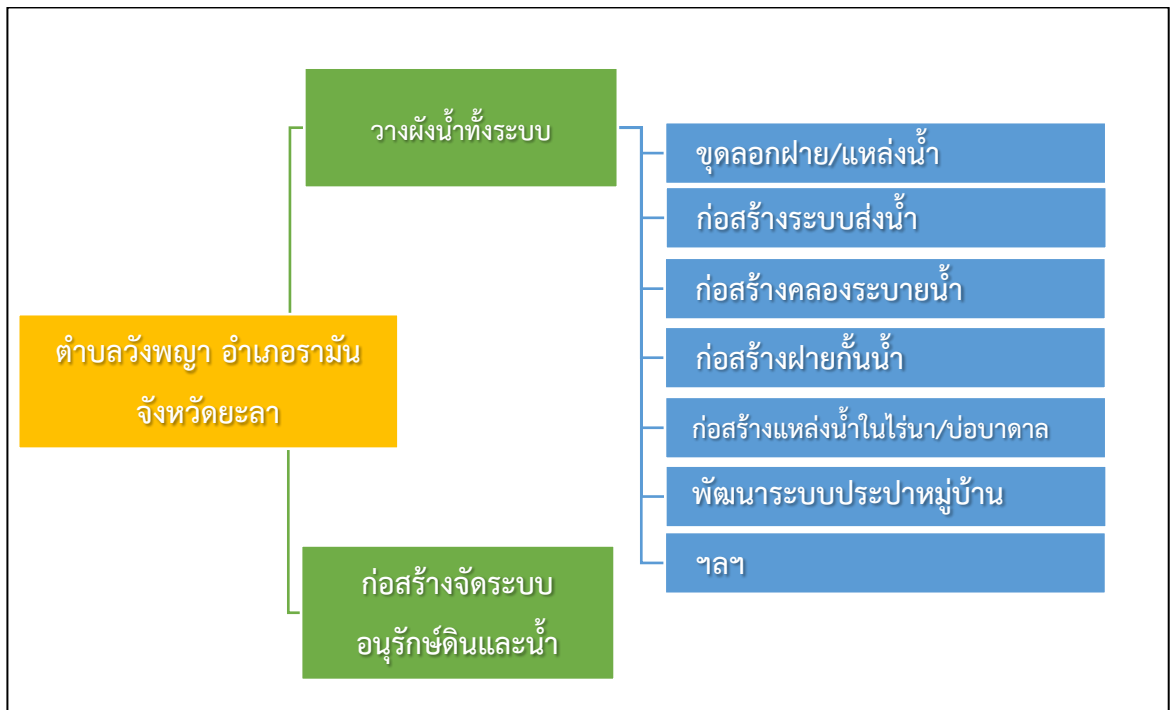 วางผังน้ำทั้งระบบ
ขุดลอกฝาย/แหล่งน้ำ
ก่อสร้างระบบส่งน้ำ
ก่อสร้างคลองระบายน้ำ
ก่อสร้างฝายกั้นน้ำ
ก่อสร้างแหล่งน้ำในไร่นา/บ่อบาดาล
พัฒนาระบบประปาหมู่บ้าน
ฯลฯ
ตำบลวังพญา อำเภอรามัน
จังหวัดยะลา
ก่อสร้างจัดระบบ
อนุรักษ์ดินและน้ำ